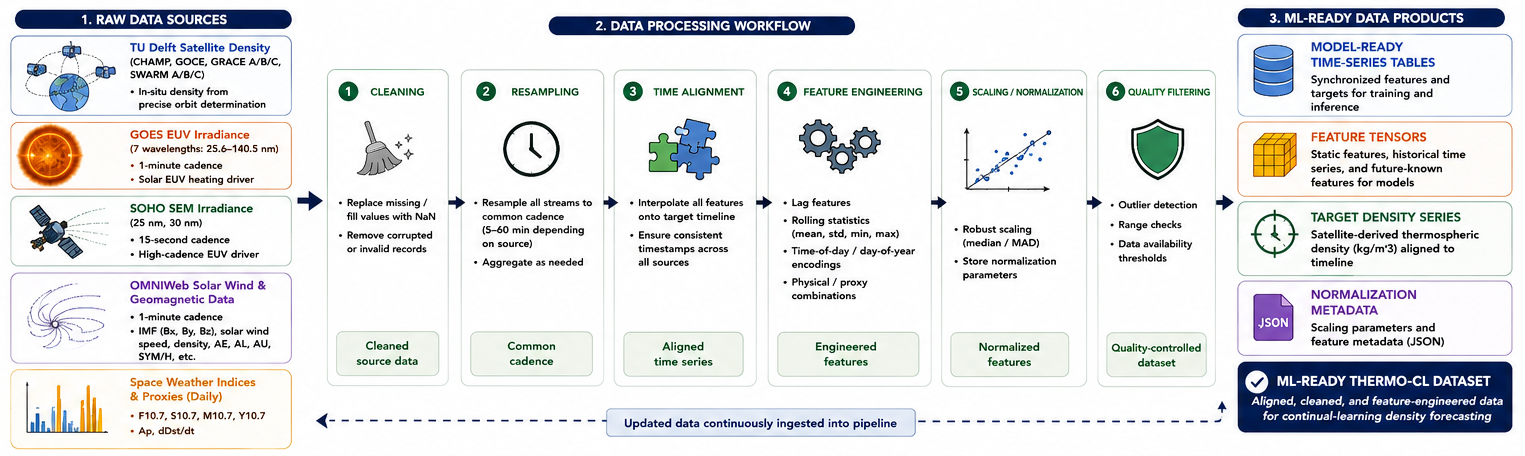 1. RAW DATA SOURCES
TU Delft Satellite Density
(CHAMP, GOCE, GRACE A/B/C,
SWARM A/B/C)
• In-situ density from
precise orbit determination
GOES EUV Irradiance
(7 wavelengths: 25.6–140.5 nm)
• 1-minute cadence
• Solar EUV heating driver
SOHO SEM Irradiance
(25 nm, 30 nm)
• 15-second cadence
• High-cadence EUV driver
OMNIWeb Solar Wind &
Geomagnetic Data
• 1-minute cadence
• IMF (Bx, By, Bz), solar wind
speed, density, AE, AL, AU,
SYM/H, etc.
Space Weather Indices
& Proxies (Daily)
• F10.7, S10.7, M10.7, Y10.7
• Ap, dDst/dt
2. DATA PROCESSING WORKFLOW
1 CLEANING
• Replace missing /
fill values with NaN
• Remove corrupted
or invalid records
Cleaned
source data
2 RESAMPLING
• Resample all streams to
common cadence
(5–60 min depending
on source)
• Aggregate as needed
Common
cadence
3 TIME ALIGNMENT
• Interpolate all features
onto target timeline
• Ensure consistent
timestamps across
all sources
Aligned
time series
4 FEATURE ENGINEERING
• Lag features
• Rolling statistics
(mean, std, min, max)
• Time-of-day / day-of-year
encodings
• Physical / proxy
combinations
Engineered
features
5 SCALING / NORMALIZATION
• Robust scaling
(median / MAD)
• Store normalization
parameters
Normalized
features
6 QUALITY FILTERING
• Outlier detection
• Range checks
• Data availability
thresholds
Quality-controlled
dataset
Updated data continuously ingested into pipeline
3. ML-READY DATA PRODUCTS
MODEL-READY
TIME-SERIES TABLES
Synchronized features and
targets for training and
inference
FEATURE TENSORS
Static features, historical time
series, and future-known
features for models
TARGET DENSITY SERIES
Satellite-derived thermospheric
density (kg/m'3) aligned to
timeline
JSON
NORMALIZATION
METADATA
Scaling parameters and
feature metadata (JSON)
ML-READY THERMO-CL DATASET
Aligned, cleaned, and feature-engineered data
for continual-learning density forecasting